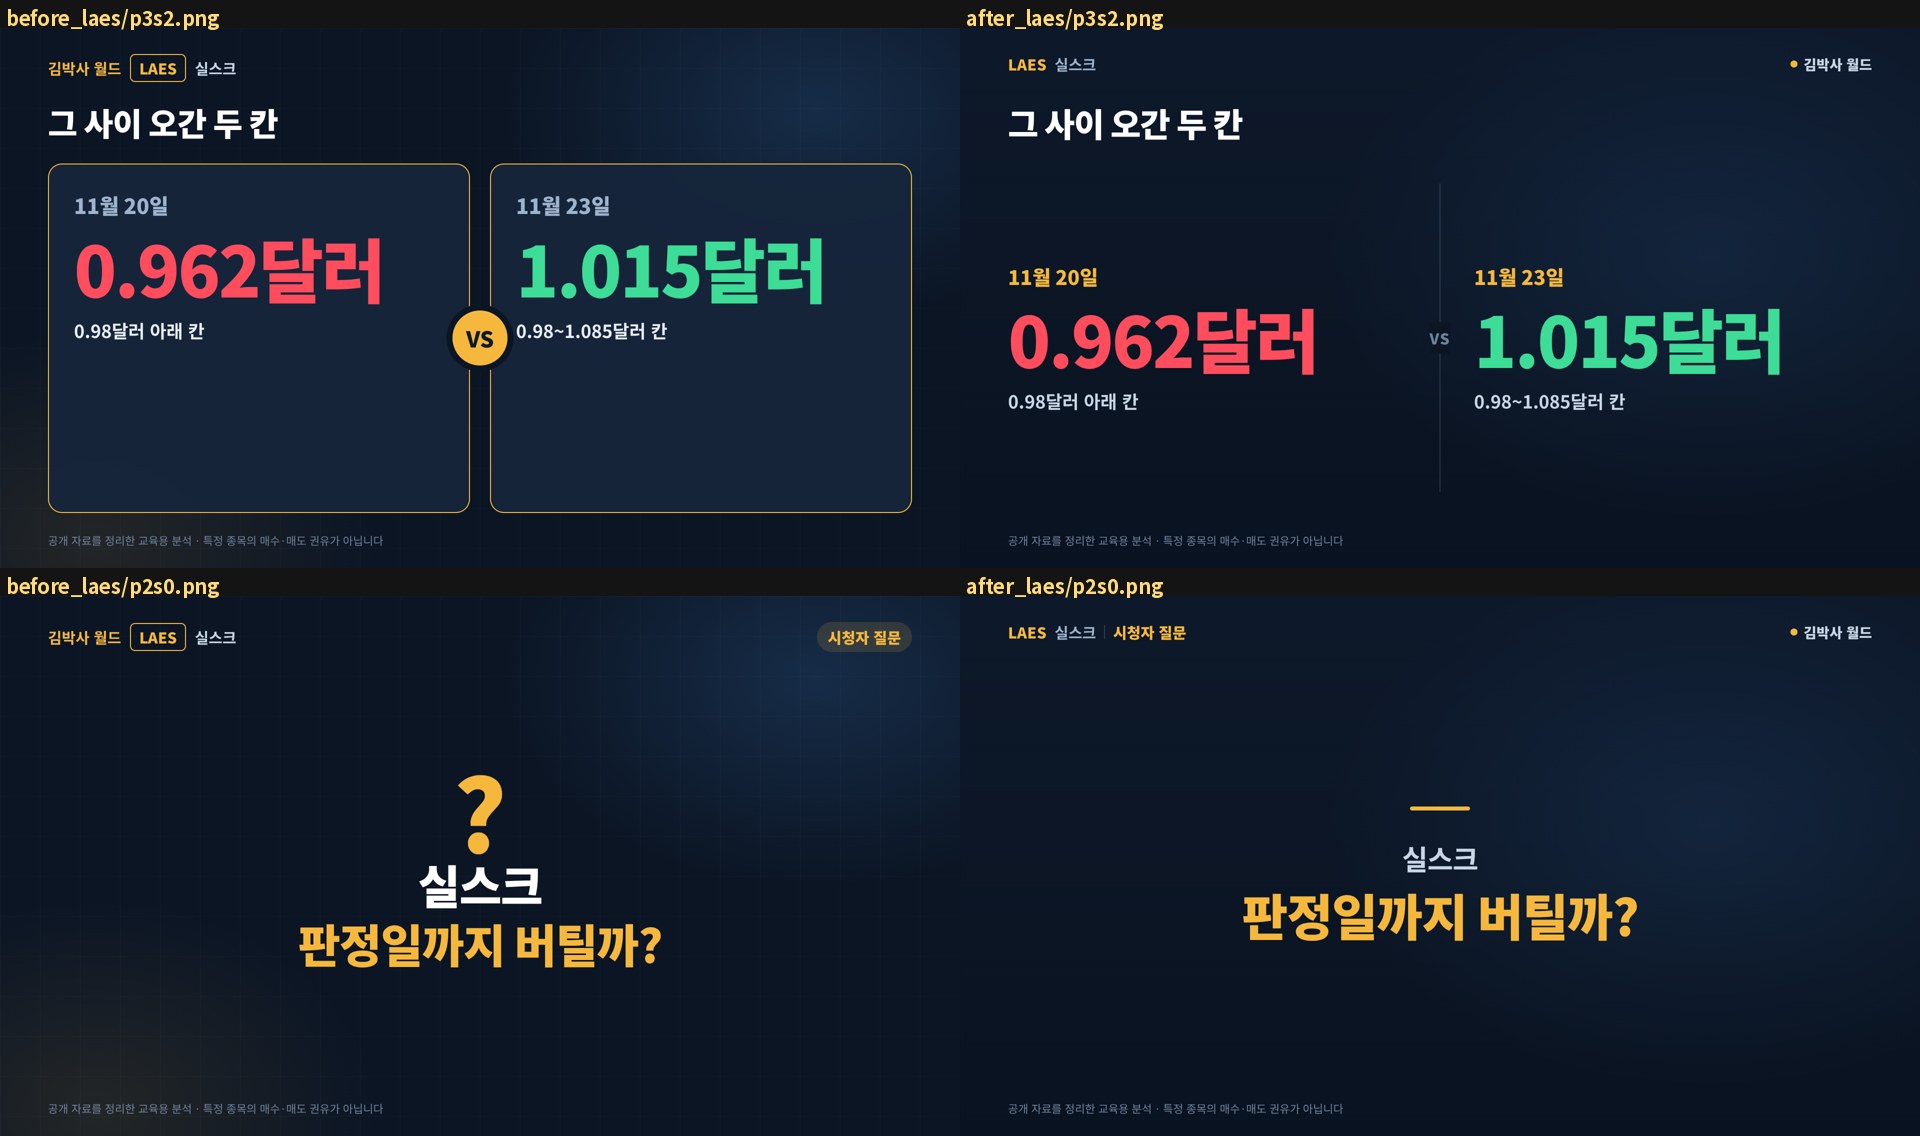 before_laes/p3s2.png
김박사 월드 LAES 실스크
그 사이 오간 두 칸
11월 20일
0.962달러
0.98달러 아래 칸
VS
11월 23일
1.015달러
0.98~1.085달러 칸
공개 자료를 정리한 교육용 분석 · 특정 종목의 매수·매도 권유가 아닙니다
after_laes/p3s2.png
LAES 실스크
김박사 월드
그 사이 오간 두 칸
11월 20일
0.962달러
0.98달러 아래 칸
VS
11월 23일
1.015달러
0.98~1.085달러 칸
공개 자료를 정리한 교육용 분석 · 특정 종목의 매수·매도 권유가 아닙니다
before_laes/p2s0.png
김박사 월드 LAES 실스크
시청자 질문
?
실스크
판정일까지 버틸까?
공개 자료를 정리한 교육용 분석 · 특정 종목의 매수·매도 권유가 아닙니다
after_laes/p2s0.png
LAES 실스크 시청자 질문
김박사 월드
실스크
판정일까지 버틸까?
공개 자료를 정리한 교육용 분석 · 특정 종목의 매수·매도 권유가 아닙니다